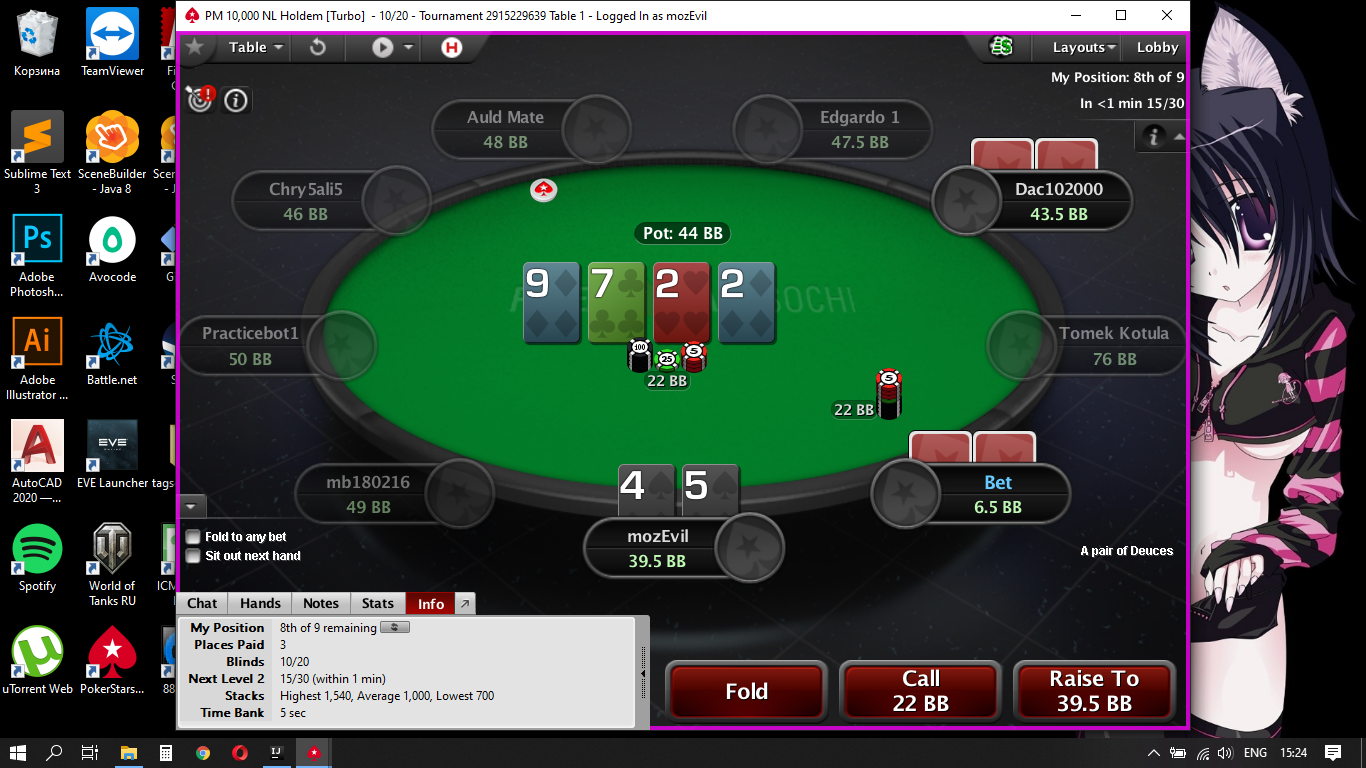 PM 10,000 NL Holdem [Turbo] - 10/20 - Tournament 2915229639 Table 1 - Logged In as mozEvil
Table
H
Layouts
Lobby
My Position: 8th of 9
In <1 min 15/30
Корзина
TeamViewer
Sublime Text
3
SceneBuilder
- Java 8
Adobe
Photosh...
Avocode
Adobe
Illustrator ...
Battle.net
AutoCAD
2020 —...
EVE Launcher
tags
Spotify
World of
Tanks RU
uTorrent Web
PokerStars...
Ps
Ai
EVE
Auld Mate
48 BB
Edgardo 1
47.5 BB
Chry5ali5
46 BB
Dac102000
43.5 BB
Pot: 44 BB
9
7
2
2
SOCHI
Practicebot1
50 BB
Tomek Kotula
76 BB
100
25
5
22 BB
5
22 BB
mb180216
49 BB
4
5
Bet
6.5 BB
mozEvil
39.5 BB
Fold to any bet
Sit out next hand
A pair of Deuces
Chat
Hands
Notes
Stats
Info
My Position 8th of 9 remaining
Places Paid 3
Blinds 10/20
Next Level 2 15/30 (within 1 min)
Stacks Highest 1,540, Average 1,000, Lowest 700
Time Bank 5 sec
Fold
Call
22 BB
Raise To
39.5 BB
ENG
15:24